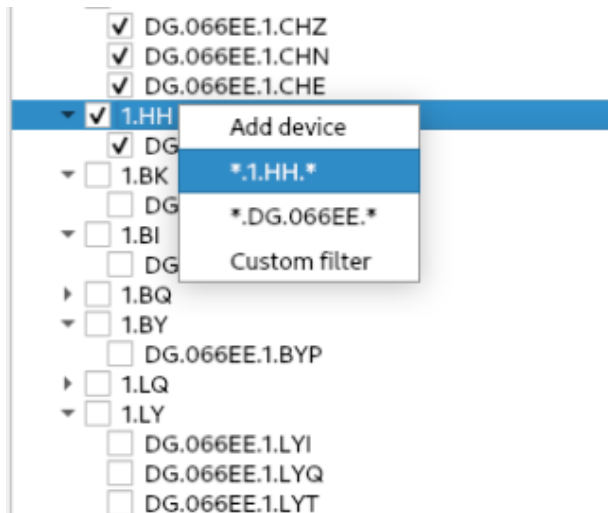 DG.066EE.1.CHZ
DG.066EE.1.CHN
DG.066EE.1.CHE
1.HH
Add device
DG
*.1.HH.*
1.BK
DG
*.DG.066EE.*
1.BI
Custom filter
DG
1.BQ
1.BY
DG.066EE.1.BYP
1.LQ
1.LY
DG.066EE.1.LYI
DG.066EE.1.LYQ
DG.066EE.1.LYT